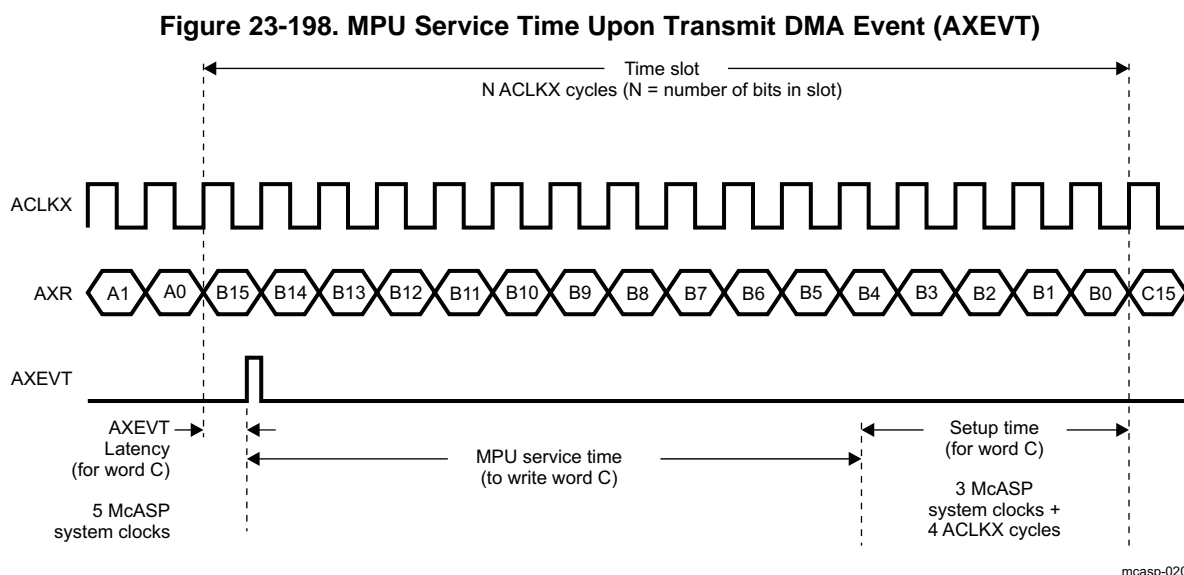 Figure 23-198. MPU Service Time Upon Transmit DMA Event (AXEVT)
Time slot
N ACLKX cycles (N = number of bits in slot)
ACLKX
AXR
A1 A0 B15 B14 B13 B12 B11 B10 B9 B8 B7 B6 B5 B4 B3 B2 B1 B0 C15
AXEVT
AXEVT
Latency
(for word C)
5 McASP
system clocks
MPU service time
(to write word C)
Setup time
(for word C)
3 McASP
system clocks +
4 ACLKX cycles
mcasp-020